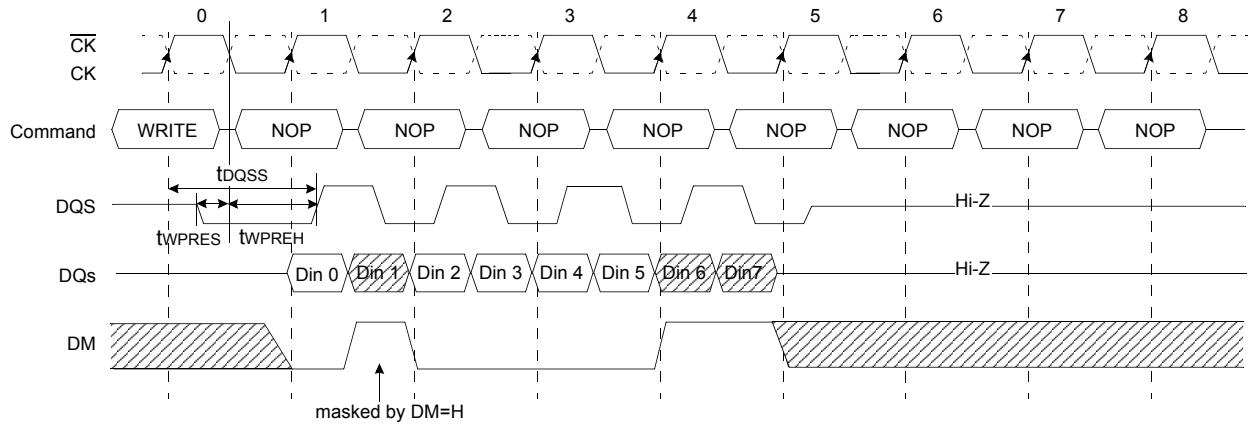 0 1 2 3 4 5 6 7 8
CK
CK
Command WRITE NOP NOP NOP NOP NOP NOP NOP NOP
tDQSS
DQS Hi-Z
tWPRES tWPREH
DQs Din 0 Din 1 Din 2 Din 3 Din 4 Din 5 Din 6 Din7 Hi-Z
DM
masked by DM=H